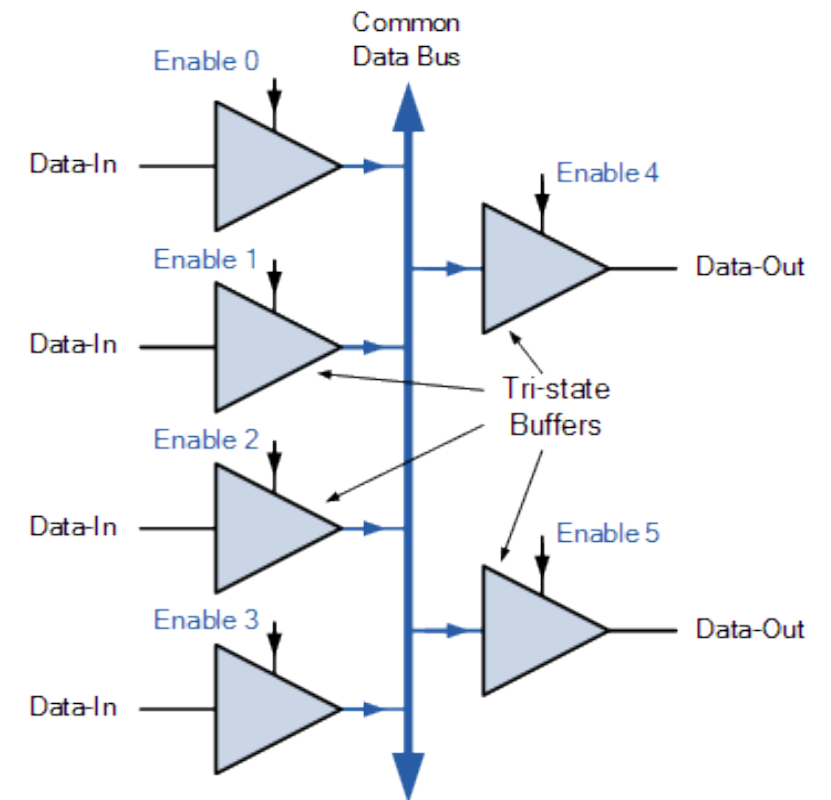 Common
Data Bus
Enable 0
Data-In
Enable 4
Data-Out
Enable 1
Data-In
Tri-state
Buffers
Enable 2
Data-In
Enable 5
Data-Out
Enable 3
Data-In